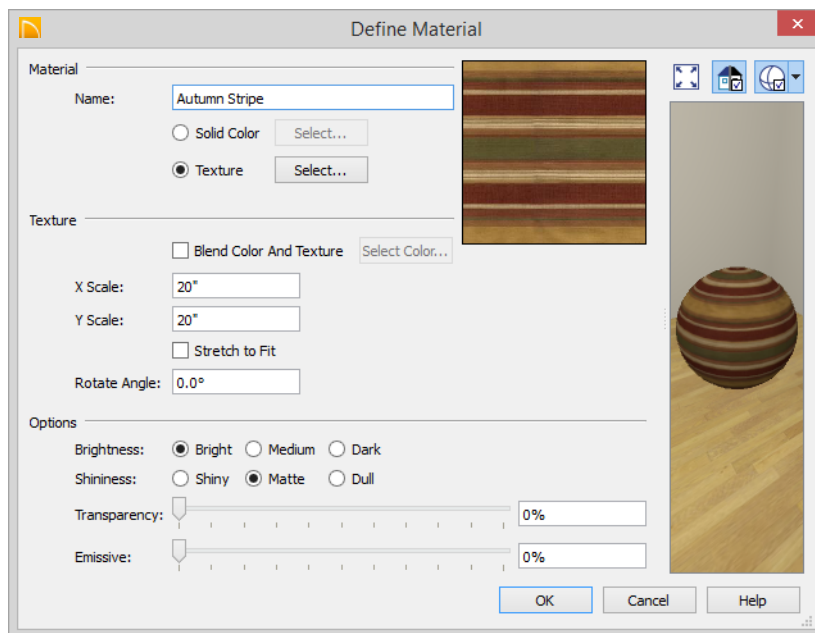 Define Material
Material
Name: Autumn Stripe
Solid Color Select...
Texture Select...
Texture
Blend Color And Texture Select Color...
X Scale: 20"
Y Scale: 20"
Stretch to Fit
Rotate Angle: 0.0°
Options
Brightness: Bright Medium Dark
Shininess: Shiny Matte Dull
Transparency: 0%
Emissive: 0%
OK Cancel Help